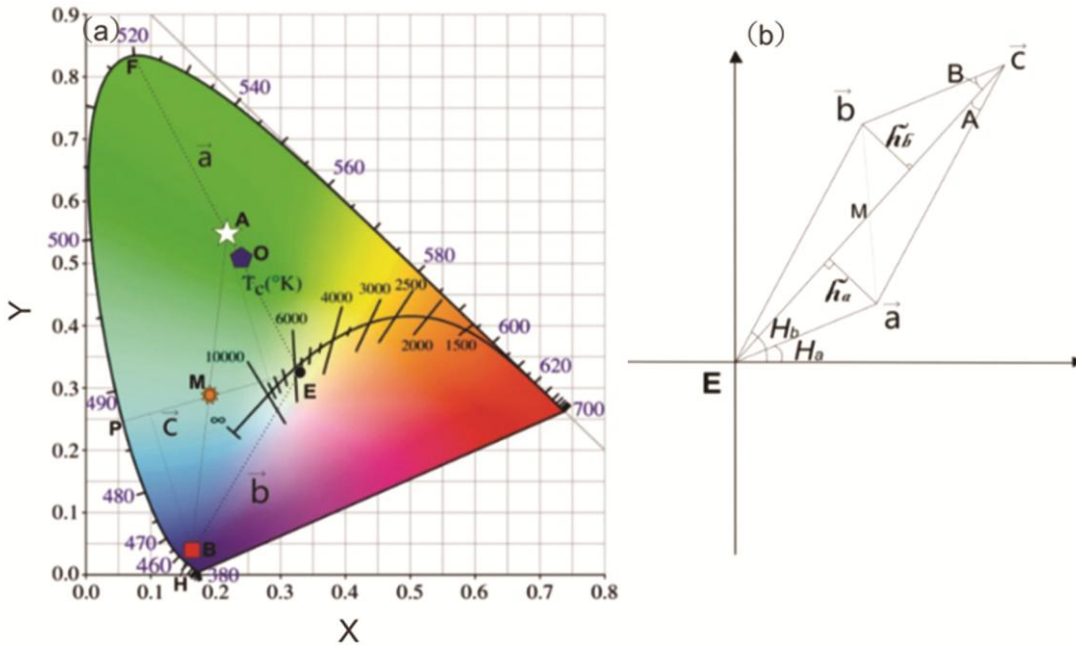 (a)
0.9
520
F
0.8
540
a
0.7
560
0.6
A
500
O
580
0.5
Tc(°K)
4000
3000
2500
Y
6000
0.4
600
10000
2000
1500
620
M
E
0.3
490
700
P
c
∞
0.2
b
480
0.1
470
B
460
0.0
H
380
0.0
0.1
0.2
0.3
0.4
0.5
0.6
0.7
0.8
X
(b)
c
B
b
A
h̃b
M
h̃a
a
Hb
Ha
E